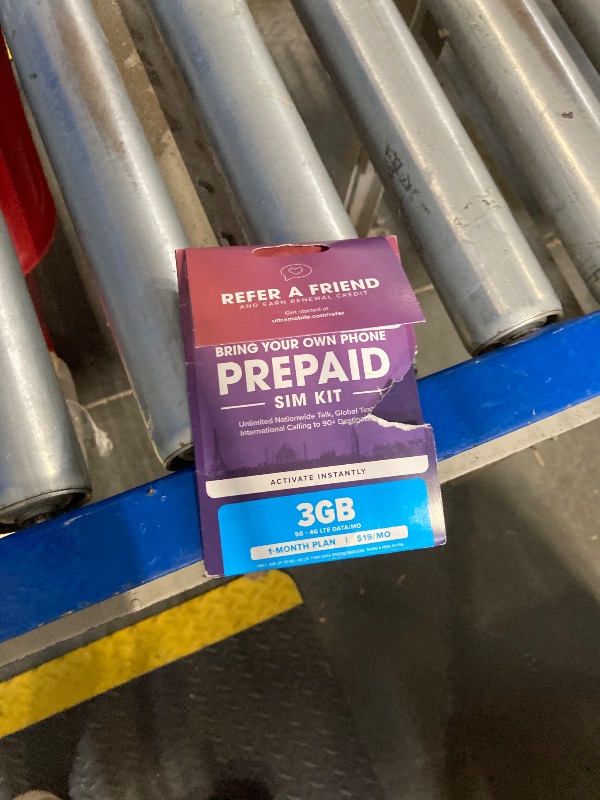 REFER A FRIEND
AND EARN RENEWAL CREDIT
Get started at
ultramobile.com/refer
BRING YOUR OWN PHONE
PREPAID
SIM KIT
Unlimited Nationwide Talk, Global
International Calling to 90+
ACTIVATE INSTANTLY
3GB
5G • 4G LTE DATA/MO
1-MONTH PLAN | $19/MO